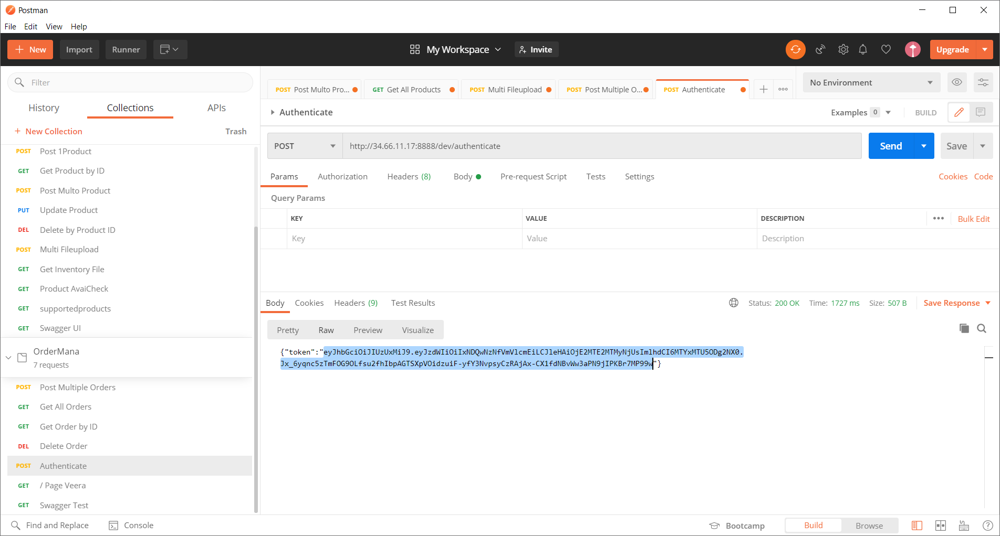 Postman
File Edit View Help
New Import Runner My Workspace Invite Upgrade
Filter
History Collections APIs
+ New Collection Trash
POST Post 1Product
GET Get Product by ID
POST Post Multo Product
PUT Update Product
DEL Delete by Product ID
POST Multi Fileupload
GET Get Inventory File
GET Product AvaiCheck
GET supportedproducts
GET Swagger UI
OrderMana
7 requests
POST Post Multiple Orders
GET Get All Orders
GET Get Order by ID
DEL Delete Order
POST Authenticate
GET / Page Veera
GET Swagger Test
POST Post Multo Pro... GET Get All Products POST Multi Fileupload POST Post Multiple O... POST Authenticate No Environment
Authenticate Examples 0 BUILD
POST http://34.66.11.17:8888/dev/authenticate Send Save
Params Authorization Headers (8) Body Pre-request Script Tests Settings Cookies Code
Query Params
KEY VALUE DESCRIPTION Bulk Edit
Key Value Description
Body Cookies Headers (9) Test Results Status: 200 OK Time: 1727 ms Size: 507 B Save Response
Pretty Raw Preview Visualize
{"token":"eyJhbGciOiJIUzUxMiJ9.eyJzdWIiOiIxNDQwNzNfVmVlcmEiLCJleHAiOjE2MTE2MTMyNjUsImlhdCI6MTYxMTU5ODg2NX0.
Jx_6yqnc5zTmFOG9OLfsu2fhIbpAGTSXpVOidzuiF-yfY3NvpsyCzRAjAx-CX1fdNBvWw3aPN9jIPKBr7MP99w"}
Find and Replace Console Bootcamp Build Browse